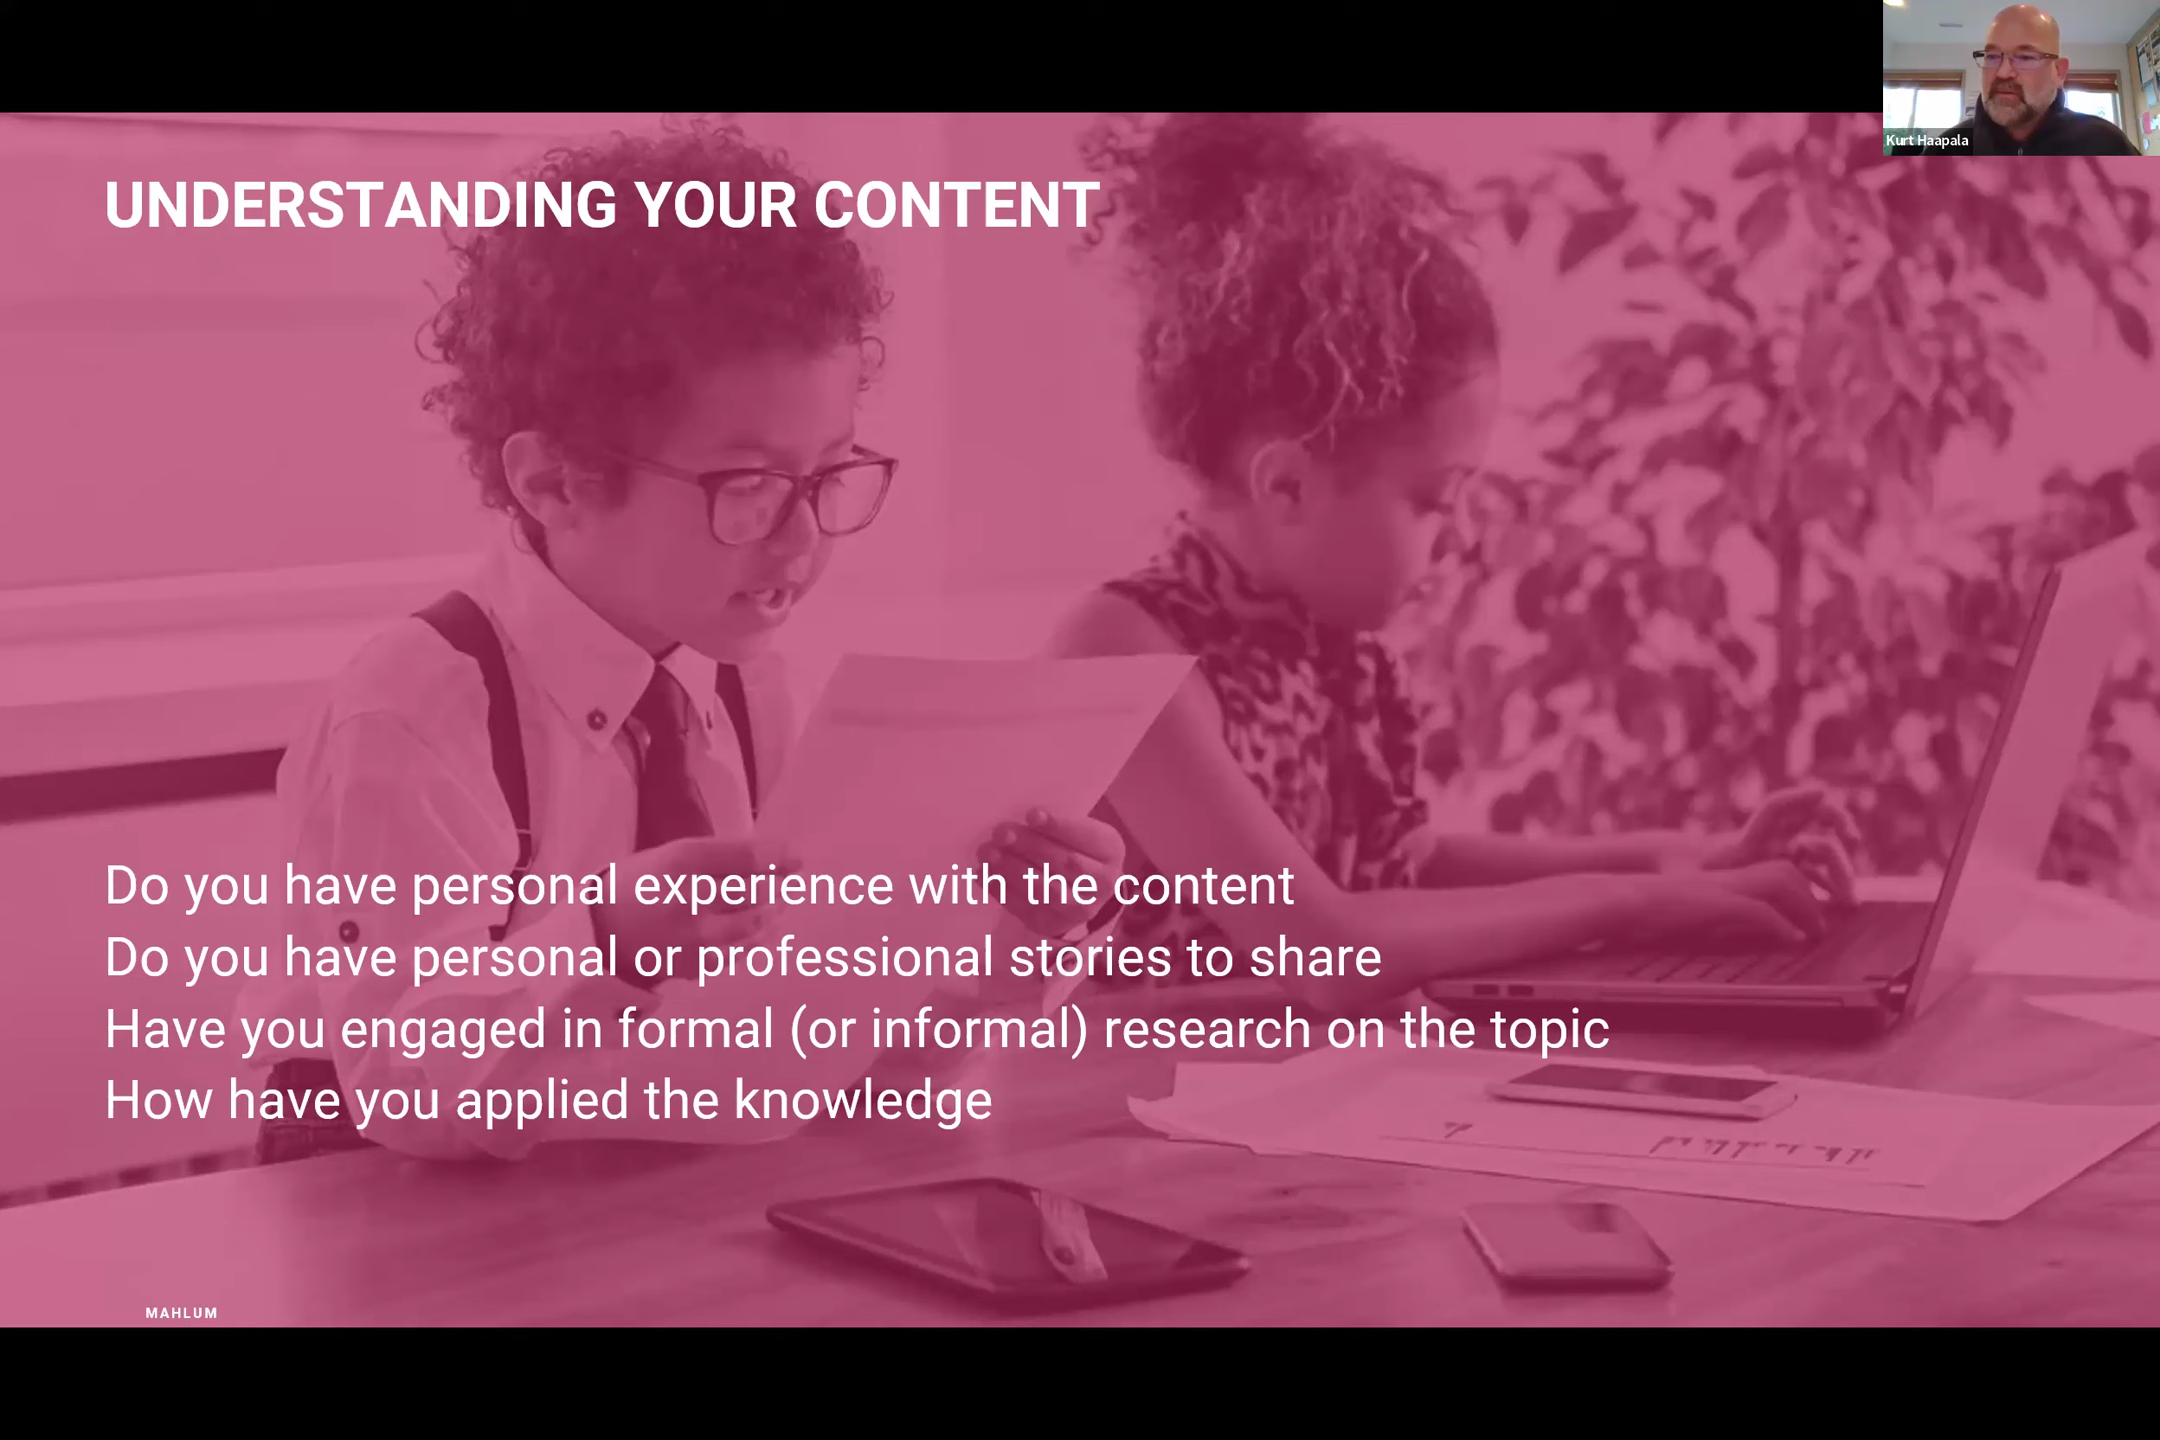 Kurt Haapala
UNDERSTANDING YOUR CONTENT
Do you have personal experience with the content
Do you have personal or professional stories to share
Have you engaged in formal (or informal) research on the topic
How have you applied the knowledge
MAHLUM